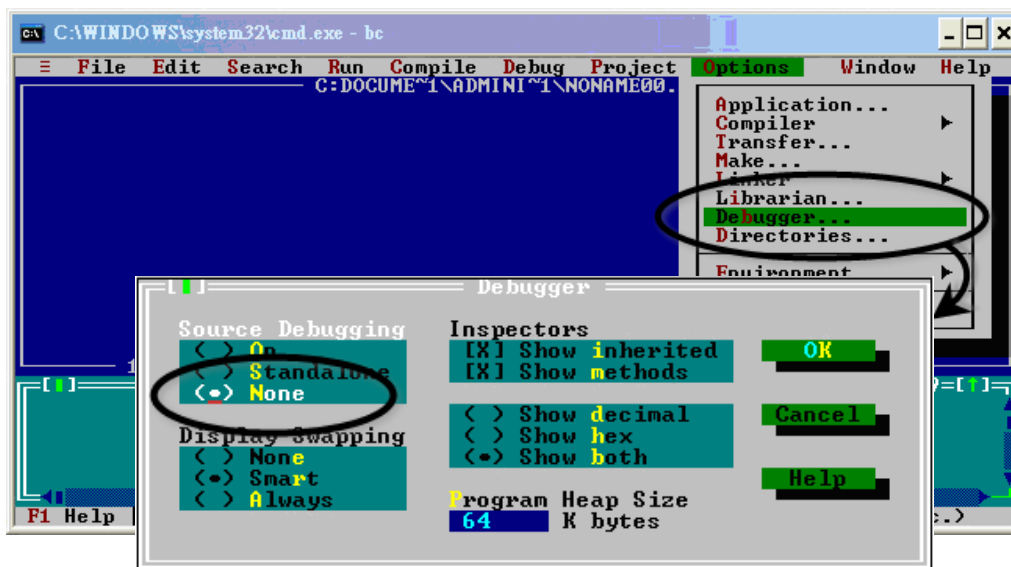 C:\WINDOWS\system32\cmd.exe - bc
≡ File Edit Search Run Compile Debug Project Options Window Help
C:DOCUME~1\ADMINI~1\NONAME00.
Application...
Compiler
Transfer...
Make...
Linker
Librarian...
Debugger...
Directories...
Environment
Debugger
Source Debugging
( ) On
( ) Standalone
(•) None
Display Swapping
( ) None
(•) Smart
( ) Always
Inspectors
[X] Show inherited
[X] Show methods
( ) Show decimal
( ) Show hex
(•) Show both
Program Heap Size
64 K bytes
OK
Cancel
Help
F1 Help